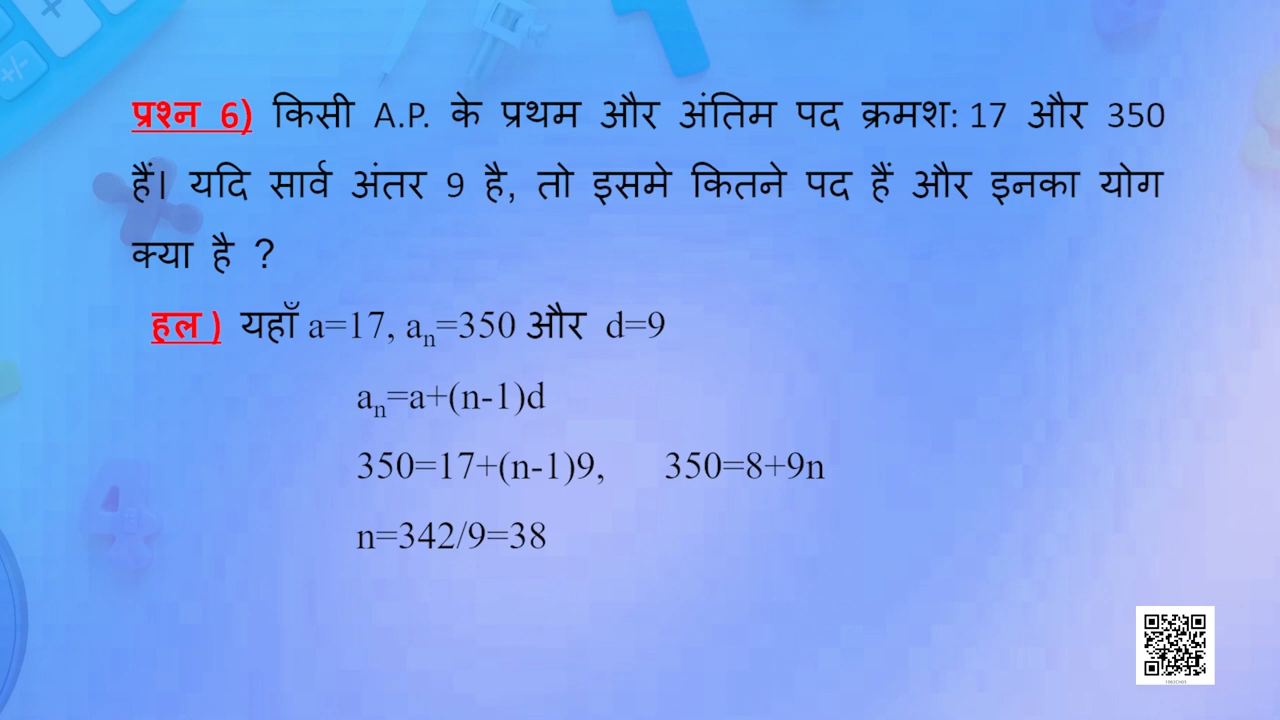 प्रश्न 6) किसी A.P. के प्रथम और अंतिम पद क्रमश: 17 और 350
हैं। यदि सार्व अंतर 9 है, तो इसमे कितने पद हैं और इनका योग
क्या है ?
हल ) यहाँ a=17, aₙ=350 और d=9
aₙ=a+(n-1)d
350=17+(n-1)9, 350=8+9n
n=342/9=38